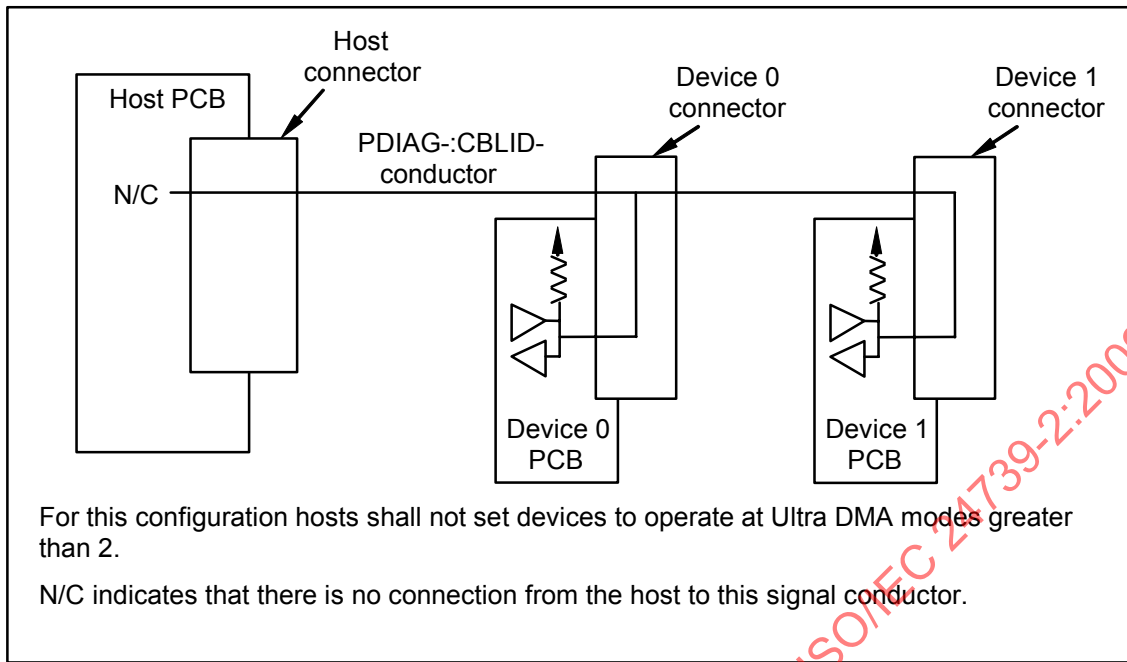 Host
connector
Host PCB
Device 0
connector
Device 1
connector
PDIAG-:CBLID-
conductor
N/C
Device 0
PCB
Device 1
PCB
For this configuration hosts shall not set devices to operate at Ultra DMA modes greater
than 2.
N/C indicates that there is no connection from the host to this signal conductor.
ISO/IEC 24739-2:200